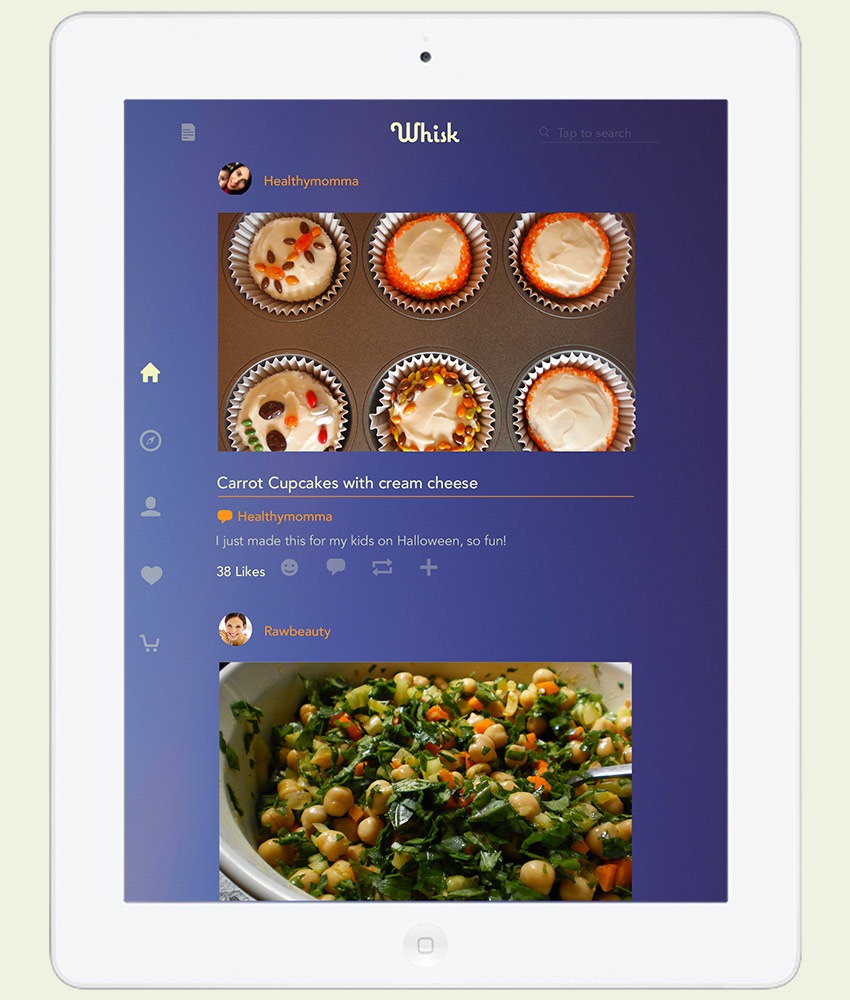 Whisk
Tap to search
Healthymomma
Carrot Cupcakes with cream cheese
Healthymomma
I just made this for my kids on Halloween, so fun!
38 Likes
Rawbeauty